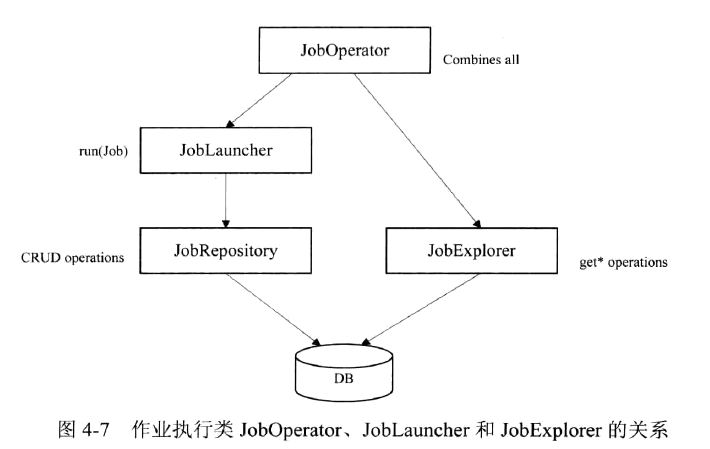 JobOperator
Combines all
run(Job)
JobLauncher
CRUD operations
JobRepository
JobExplorer
get* operations
DB
图 4-7 作业执行类 JobOperator、JobLauncher 和 JobExplorer 的关系